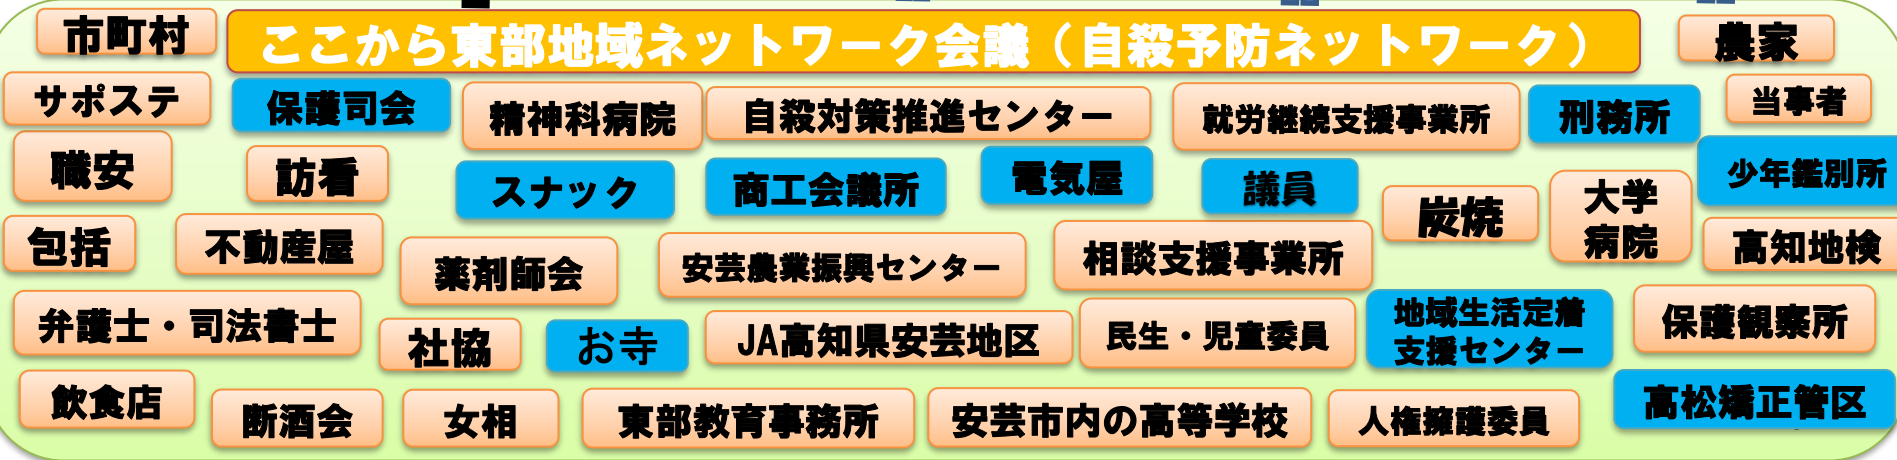 市町村
ここから東部地域ネットワーク会議（自殺予防ネットワーク）
農家
サポステ
保護司会
精神科病院
自殺対策推進センター
就労継続支援事業所
刑務所
当事者
職安
訪看
スナック
商工会議所
電気屋
議員
炭焼
大学
病院
少年鑑別所
包括
不動産屋
薬剤師会
安芸農業振興センター
相談支援事業所
高知地検
弁護士・司法書士
社協
お寺
JA高知県安芸地区
民生・児童委員
地域生活定着
支援センター
保護観察所
飲食店
断酒会
女相
東部教育事務所
安芸市内の高等学校
人権擁護委員
高松矯正管区